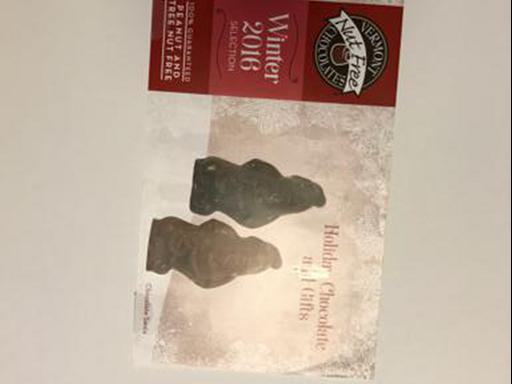 VERMONT
Nut Free
CHOCOLATES
Winter
2016
SELECTION
100% GUARANTEED
PEANUT AND
TREE NUT FREE
Holiday Chocolate
and Gifts
Chocolate Santa